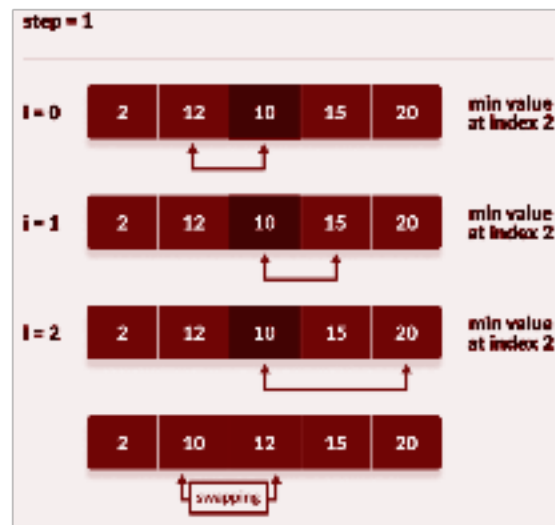 step = 1
i = 0 2 12 10 15 20 min value
at index 2
i = 1 2 12 10 15 20 min value
at index 2
i = 2 2 12 10 15 20 min value
at index 2
2 10 12 15 20
swapping